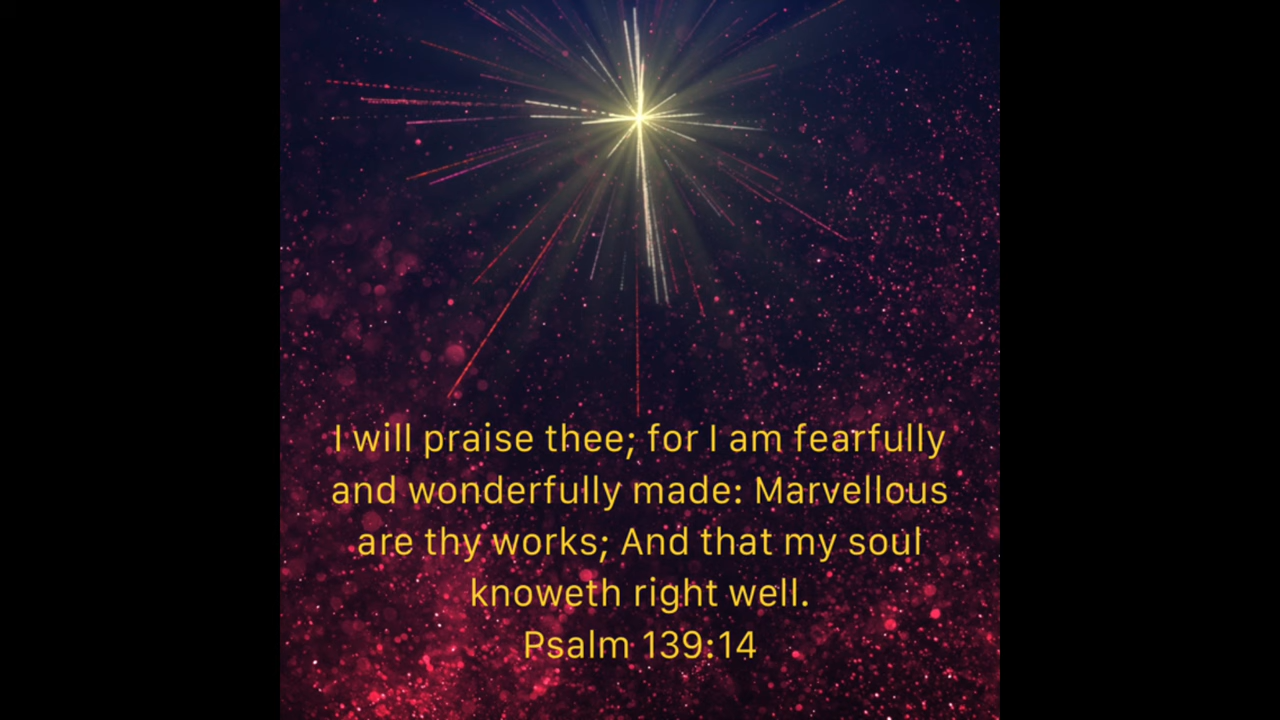 I will praise thee; for I am fearfully
and wonderfully made: Marvellous
are thy works; And that my soul
knoweth right well.
Psalm 139:14